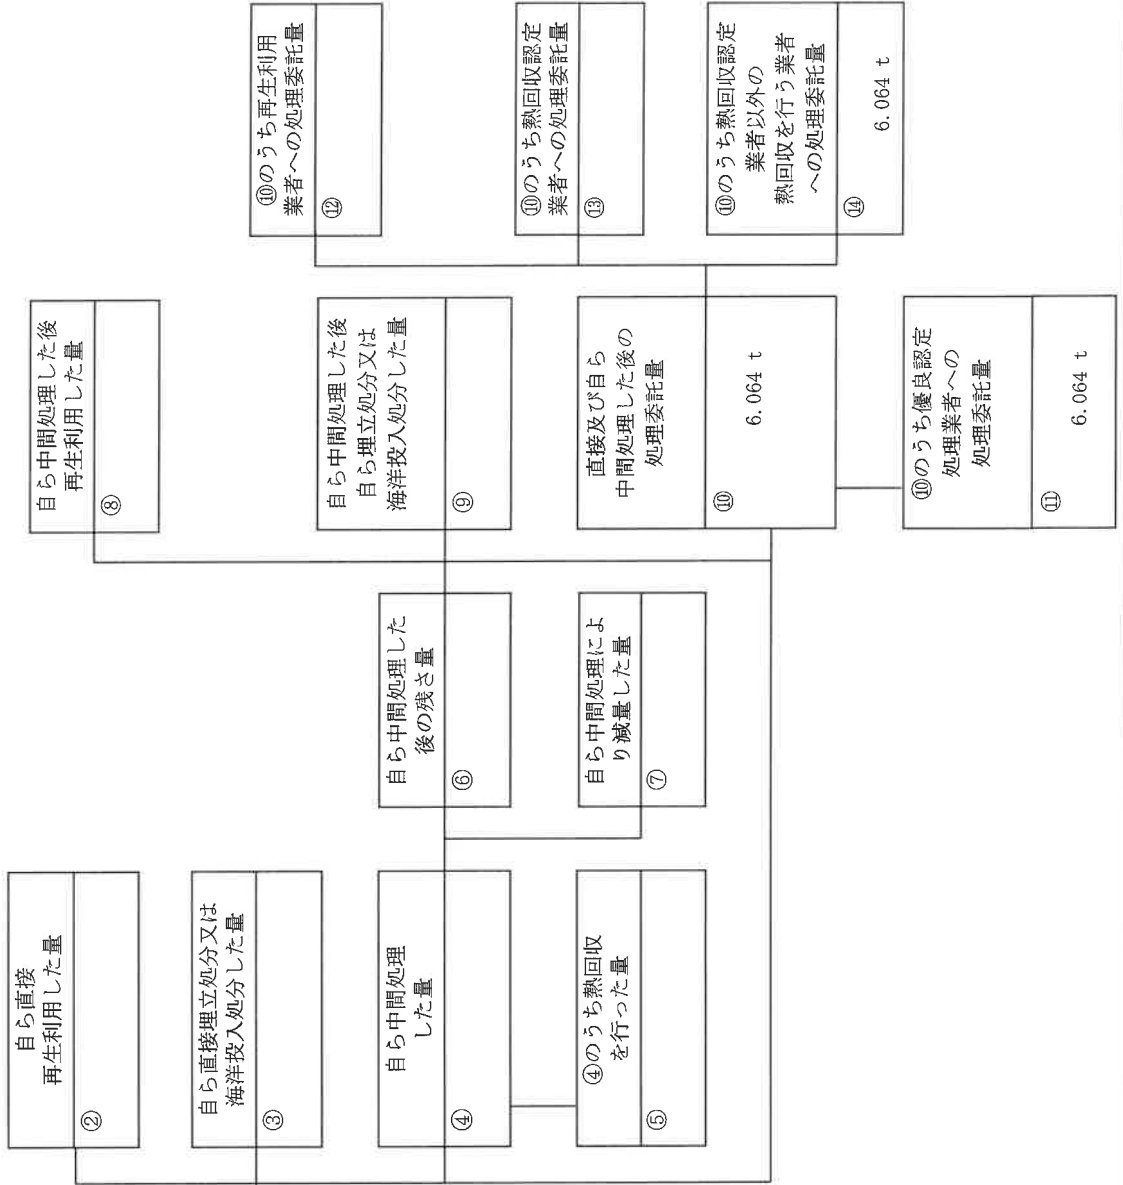 自ら直接
再生利用した量
②
自ら直接埋立処分又は
海洋投入処分した量
③
自ら中間処理
した量
④
④のうち熱回収
を行った量
⑤
自ら中間処理した
後の残さ量
⑥
自ら中間処理によ
り減量した量
⑦
自ら中間処理した後
再生利用した量
⑧
自ら中間処理した後
自ら埋立処分又は
海洋投入処分した量
⑨
直接及び自ら
中間処理した後の
処理委託量
⑩
6.064 t
⑩のうち優良認定
処理業者への
処理委託量
⑪
6.064 t
⑩のうち再生利用
業者への処理委託量
⑫
⑩のうち熱回収認定
業者への処理委託量
⑬
⑩のうち熱回収認定
業者以外の
熱回収を行う業者
への処理委託量
⑭
6.064 t